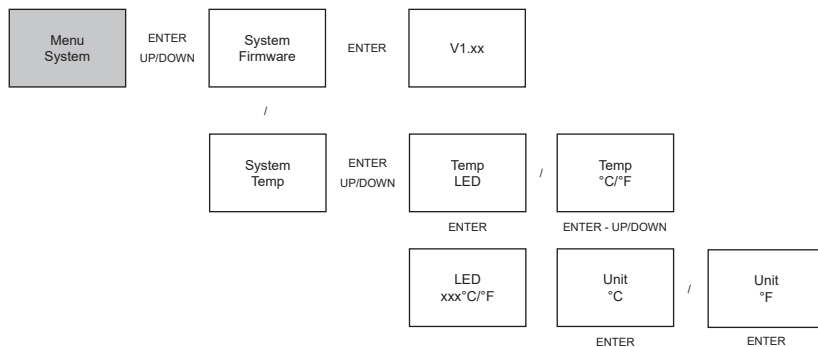 Menu
System
ENTER
UP/DOWN
System
Firmware
ENTER
V1.xx
/
System
Temp
ENTER
UP/DOWN
Temp
LED
/
Temp
°C/°F
ENTER
ENTER - UP/DOWN
LED
xxx°C/°F
Unit
°C
/
Unit
°F
ENTER
ENTER